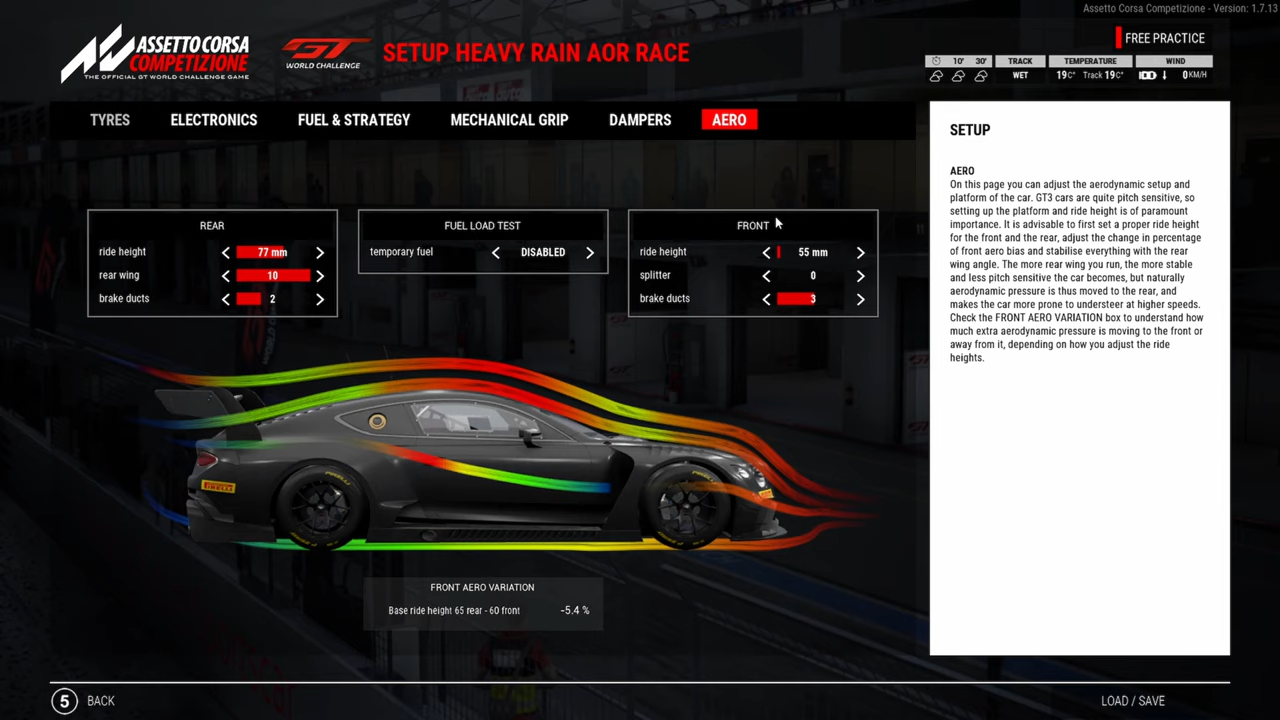 Assetto Corsa Competizione - Version: 1.7.13
ASSETTO CORSA
COMPETIZIONE
THE OFFICIAL GT WORLD CHALLENGE GAME
GT
WORLD CHALLENGE
SETUP HEAVY RAIN AOR RACE
FREE PRACTICE
10' 30' TRACK TEMPERATURE WIND
WET 19C° Track 19C° 0KM/H
TYRES ELECTRONICS FUEL & STRATEGY MECHANICAL GRIP DAMPERS AERO
REAR
ride height 77 mm
rear wing 10
brake ducts 2
FUEL LOAD TEST
temporary fuel DISABLED
FRONT
ride height 55 mm
splitter 0
brake ducts 3
SETUP
AERO
On this page you can adjust the aerodynamic setup and
platform of the car. GT3 cars are quite pitch sensitive, so
setting up the platform and ride height is of paramount
importance. It is advisable to first set a proper ride height
for the front and the rear, adjust the change in percentage
of front aero bias and stabilise everything with the rear
wing angle. The more rear wing you run, the more stable
and less pitch sensitive the car becomes, but naturally
aerodynamic pressure is thus moved to the rear, and
makes the car more prone to understeer at higher speeds.
Check the FRONT AERO VARIATION box to understand how
much extra aerodynamic pressure is moving to the front or
away from it, depending on how you adjust the ride
heights.
PIRELLI
PIRELLI
PIRELLI
FRONT AERO VARIATION
Base ride height 65 rear - 60 front -5.4 %
5 BACK
LOAD / SAVE